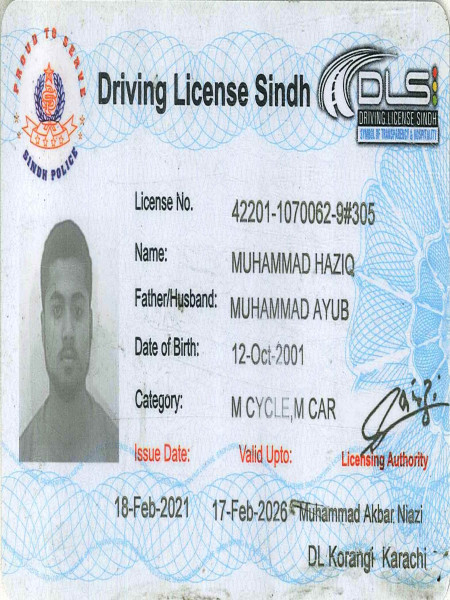 PROUD TO SERVE
SINDH POLICE
Driving License Sindh
DLS
DRIVING LICENSE SINDH
SYMBOL OF TRANSPARENCY & HOSPITALITY
License No. 42201-1070062-9#305
Name: MUHAMMAD HAZIQ
Father/Husband: MUHAMMAD AYUB
Date of Birth: 12-Oct-2001
Category: M CYCLE,M CAR
Issue Date: Valid Upto: Licensing Authority
18-Feb-2021 17-Feb-2026 Muhammad Akbar Niazi
DL Korangi Karachi